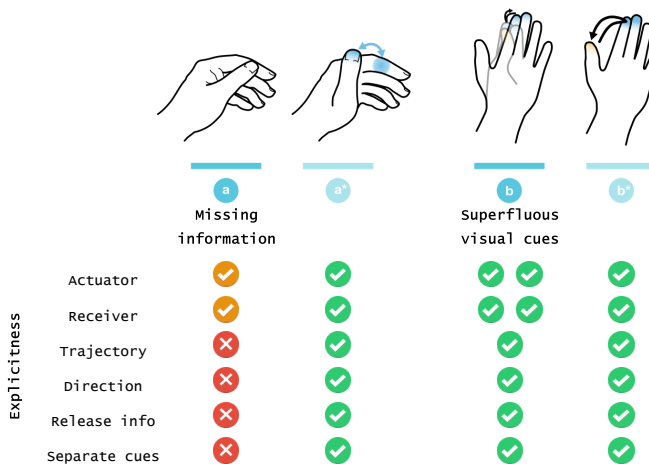 a
a*
b
b*
Missing
information
Superfluous
visual cues
Explicitness
Actuator
Receiver
Trajectory
Direction
Release info
Separate cues